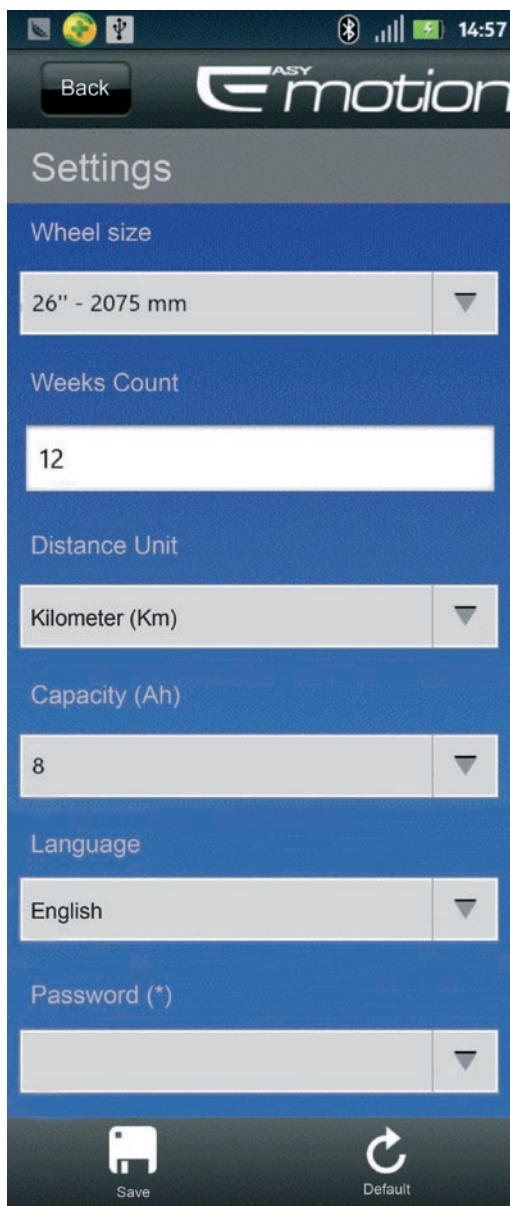 14:57
Back
EASY motion
Settings
Wheel size
26'' - 2075 mm
Weeks Count
12
Distance Unit
Kilometer (Km)
Capacity (Ah)
8
Language
English
Password (*)
Save
Default